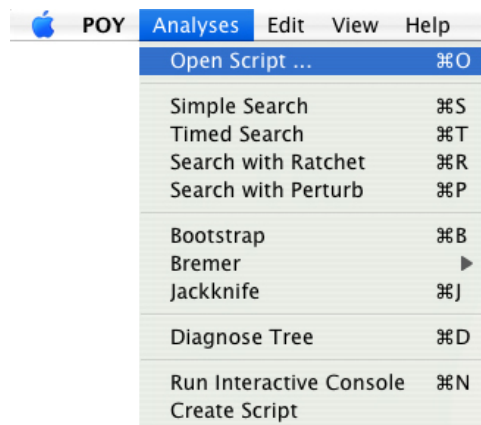 POY Analyses Edit View Help
Open Script ... ⌘O
Simple Search ⌘S
Timed Search ⌘T
Search with Ratchet ⌘R
Search with Perturb ⌘P
Bootstrap ⌘B
Bremer
Jackknife ⌘J
Diagnose Tree ⌘D
Run Interactive Console ⌘N
Create Script